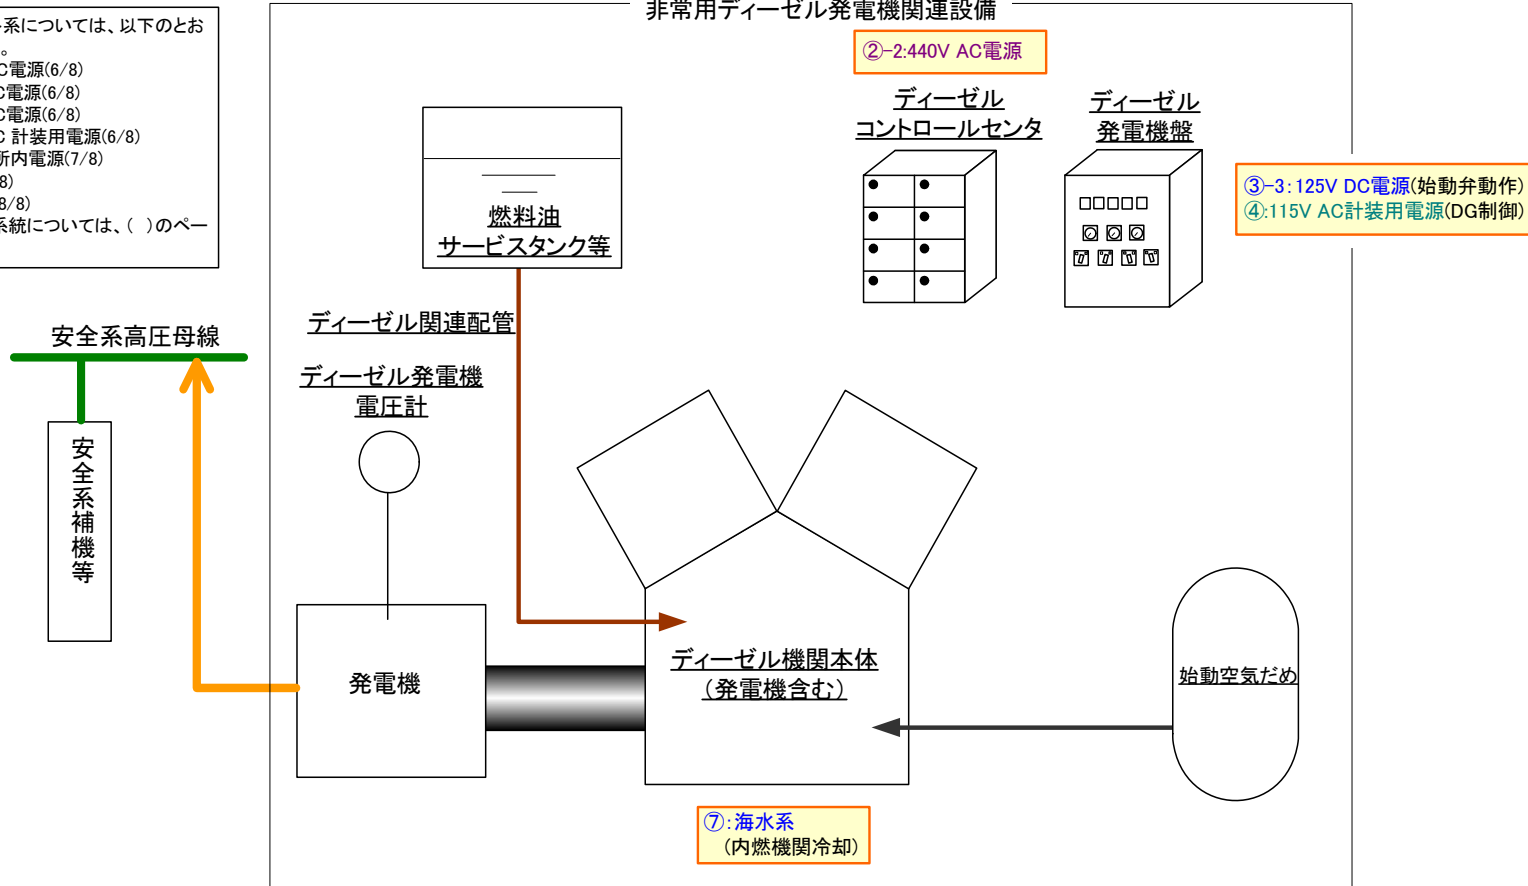 非常用ディーゼル発電機関連設備
系については、以下のとお
。
C電源(6/8)
C電源(6/8)
C電源(6/8)
C 計装用電源(6/8)
所内電源(7/8)
8)
8/8)
系統については、( )のペー
②-2:440V AC電源
ディーゼル
コントロールセンタ
ディーゼル
発電機盤
③-3:125V DC電源(始動弁動作)
④:115V AC計装用電源(DG制御)
燃料油
サービスタンク等
ディーゼル関連配管
安全系高圧母線
ディーゼル発電機
電圧計
安全系補機等
発電機
ディーゼル機関本体
(発電機含む)
始動空気だめ
⑦:海水系
(内燃機関冷却)